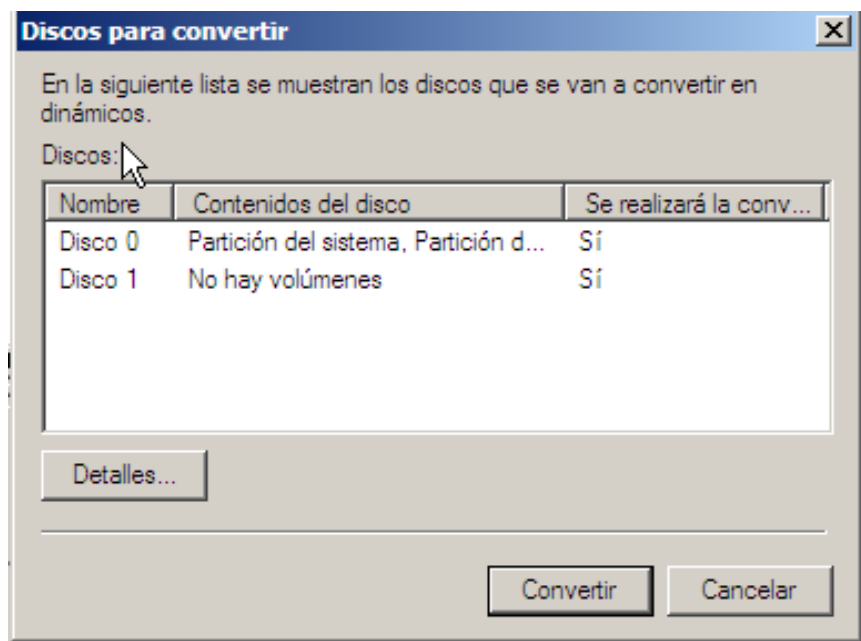 Discos para convertir
En la siguiente lista se muestran los discos que se van a convertir en
dinámicos.
Discos:
Nombre Contenidos del disco Se realizará la conv...
Disco 0 Partición del sistema, Partición d... Sí
Disco 1 No hay volúmenes Sí
Detalles...
Convertir Cancelar